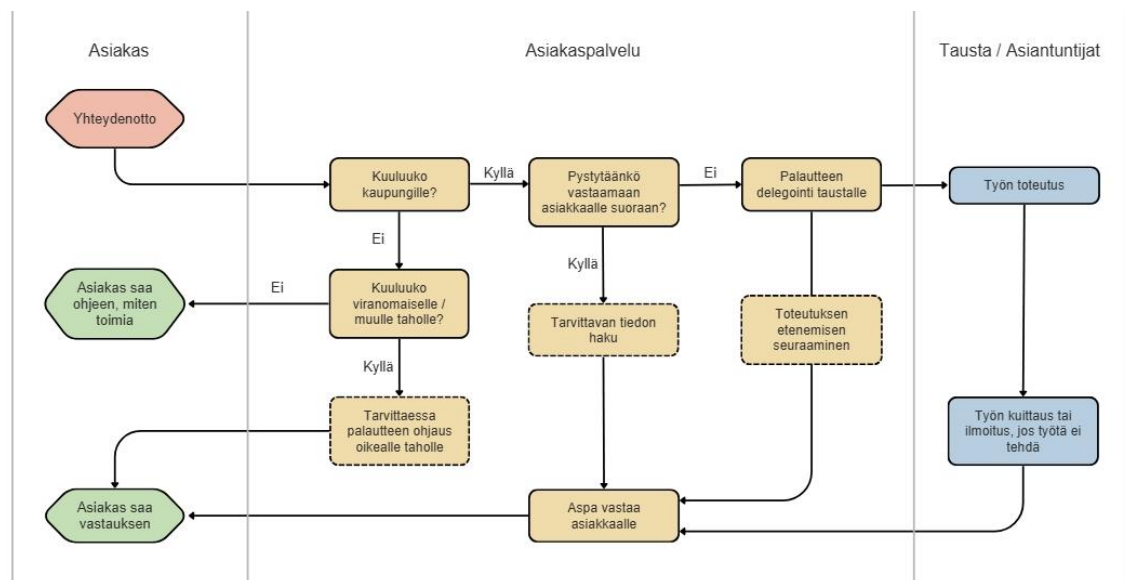 Asiakas
Asiakaspalvelu
Tausta / Asiantuntijat
Yhteydenotto
Kuuluuko
kaupungille?
Kyllä
Pystytäänkö
vastaamaan
asiakkaalle suoraan?
Ei
Palautteen
delegointi taustalle
Työn toteutus
Ei
Kyllä
Asiakas saa
ohjeen, miten
toimia
Ei
Kuuluuko
viranomaiselle /
muulle taholle?
Tarvittavan tiedon
haku
Toteutuksen
etenemisen
seuraaminen
Kyllä
Tarvittaessa
palautteen ohjaus
oikealle taholle
Työn kuittaus tai
ilmoitus, jos työtä ei
tehdä
Asiakas saa
vastauksen
Aspa vastaa
asiakkaalle